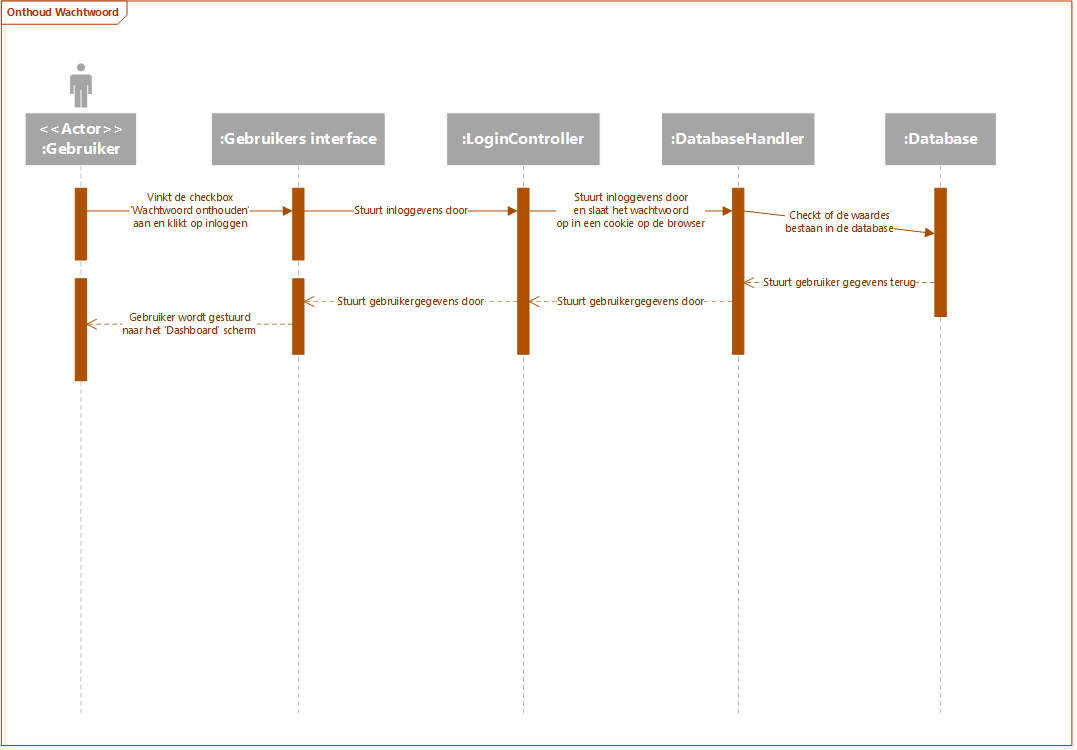 Onthoud Wachtwoord
<<Actor>>
:Gebruiker
:Gebruikers interface
:LoginController
:DatabaseHandler
:Database
Vinkt de checkbox
'Wachtwoord onthouden'
aan en klikt op inloggen
Stuurt inloggevens door
Stuurt inloggevens door
en slaat het wachtwoord
op in een cookie op de browser
Checkt of de waardes
bestaan in de database
Stuurt gebruiker gegevens terug
Stuurt gebruikergegevens door
Stuurt gebruikergegevens door
Gebruiker wordt gestuurd
naar het 'Dashboard' scherm